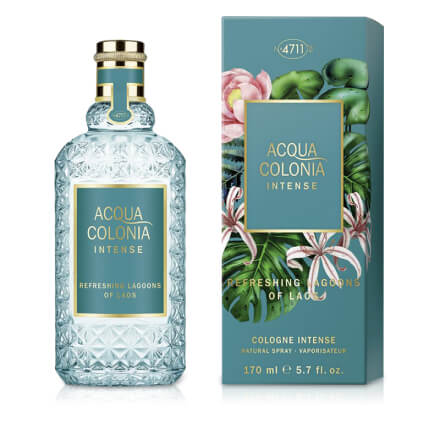 4711
ACQUA
COLONIA
INTENSE
REFRESHING LAGOONS
OF LAOS
4711
ACQUA
COLONIA
INTENSE
REFRESHING LAGOONS
OF LAOS
COLOGNE INTENSE
NATURAL SPRAY - VAPORISATEUR
170 ml ℮ 5.7 fl. oz.